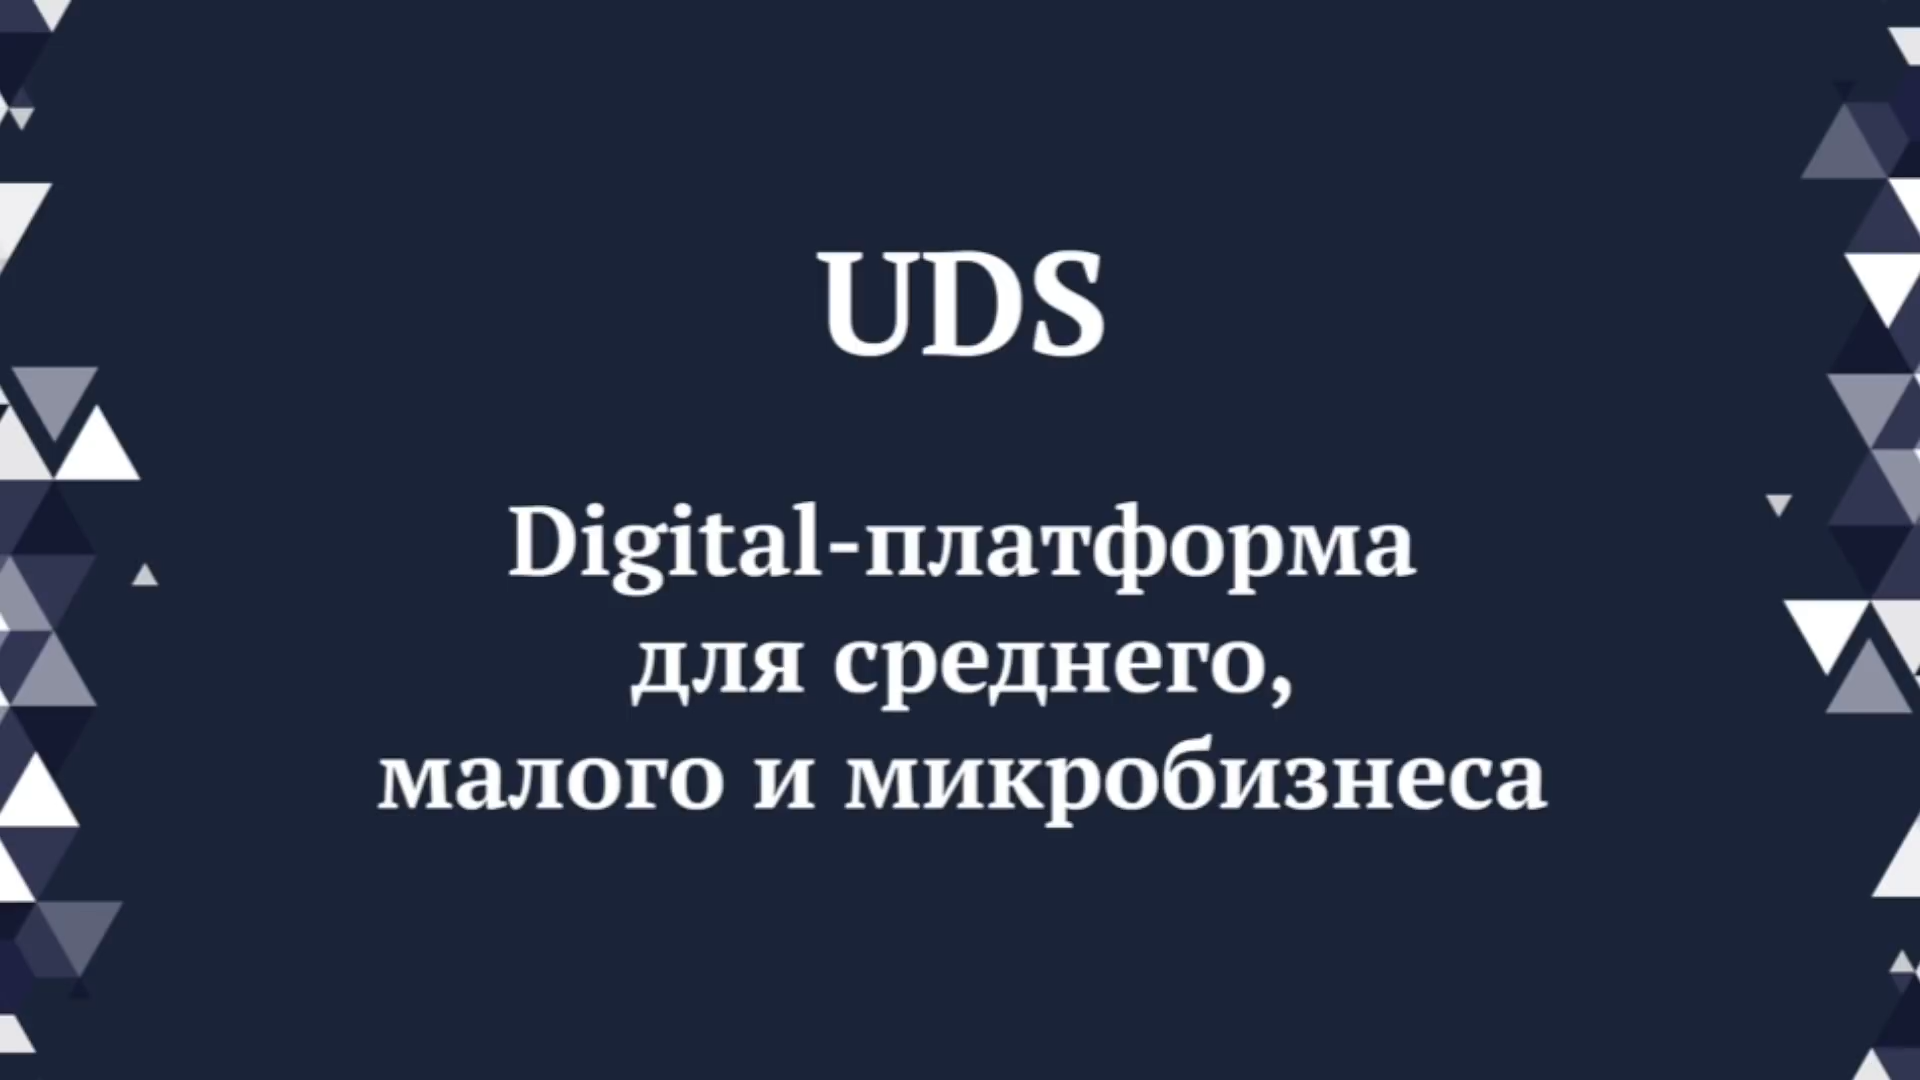 UDS
Digital-платформа
для среднего,
малого и микробизнеса